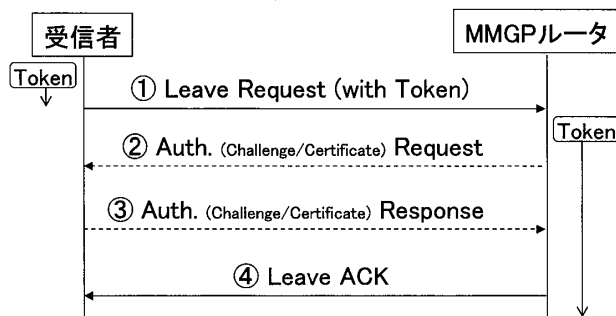 受信者
MMGPルータ
Token
① Leave Request (with Token)
Token
② Auth. (Challenge/Certificate) Request
③ Auth. (Challenge/Certificate) Response
④ Leave ACK